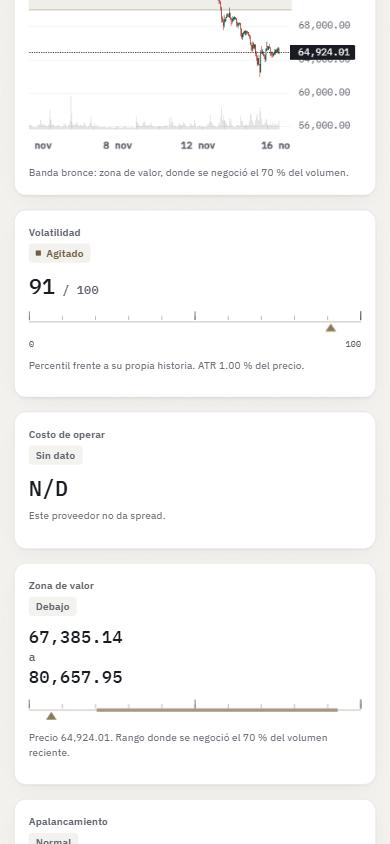 68,000.00
64,924.01
60,000.00
56,000.00
nov
8 nov
12 nov
16 no
Banda bronce: zona de valor, donde se negoció el 70 % del volumen.
Volatilidad
Agitado
91 / 100
0
100
Percentil frente a su propia historia. ATR 1.00 % del precio.
Costo de operar
Sin dato
N/D
Este proveedor no da spread.
Zona de valor
Debajo
67,385.14
a
80,657.95
Precio 64,924.01. Rango donde se negoció el 70 % del volumen
reciente.
Apalancamiento
Normal